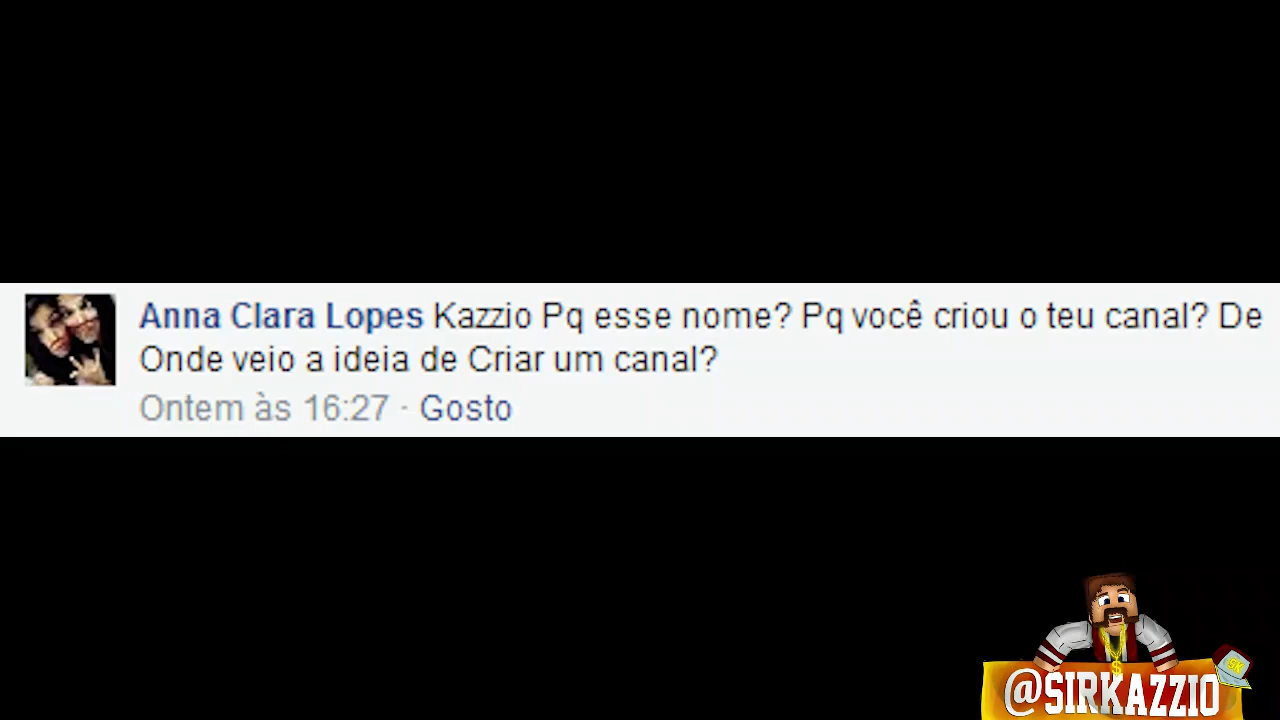 Anna Clara Lopes Kazzio Pq esse nome? Pq você criou o teu canal? De
Onde veio a ideia de Criar um canal?
Ontem às 16:27 · Gosto
SK
$
@SIRKAZZIO